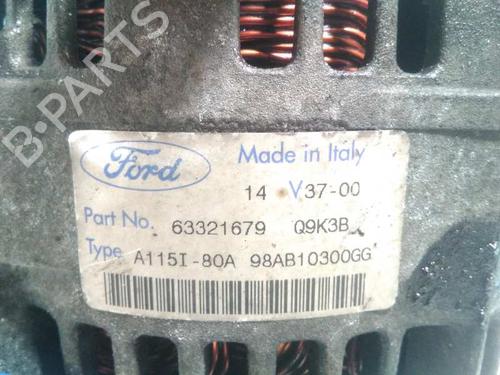 B-PARTS
Ford
Made in Italy
14 V37-00
Part No. 63321679 Q9K3B
Type A115I-80A 98AB10300GG